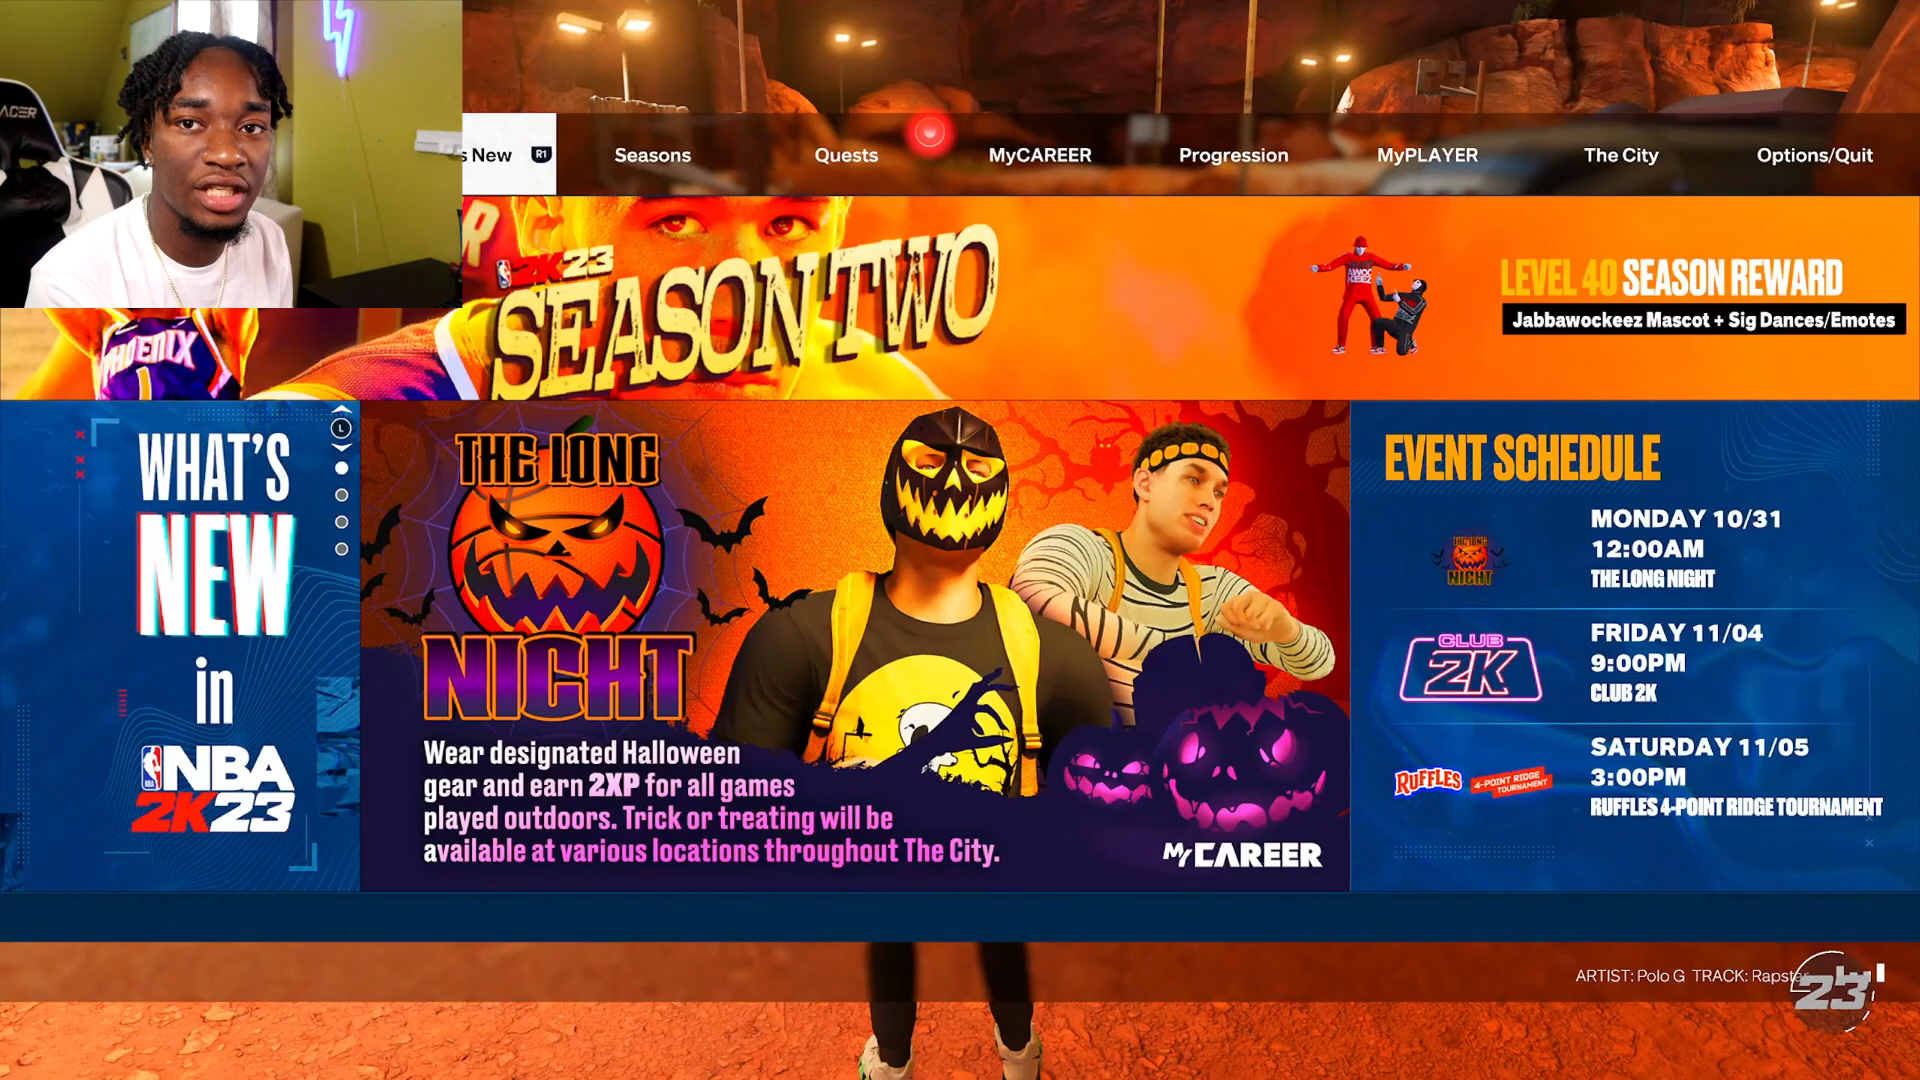 ACER
s New R1
Seasons
Quests
MyCAREER
Progression
MyPLAYER
The City
Options/Quit
2K23
SEASON TWO
LEVEL 40 SEASON REWARD
Jabbawockeez Mascot + Sig Dances/Emotes
PHOENIX
1
WHAT'S
NEW
in
NBA
2K23
L
THE LONG
NIGHT
Wear designated Halloween
gear and earn 2XP for all games
played outdoors. Trick or treating will be
available at various locations throughout The City.
MyCAREER
EVENT SCHEDULE
THE LONG
NIGHT
MONDAY 10/31
12:00AM
THE LONG NIGHT
CLUB
2K
FRIDAY 11/04
9:00PM
CLUB 2K
RUFFLES 4-POINT RIDGE
TOURNAMENT
SATURDAY 11/05
3:00PM
RUFFLES 4-POINT RIDGE TOURNAMENT
ARTIST: Polo G TRACK: Rapstar
23